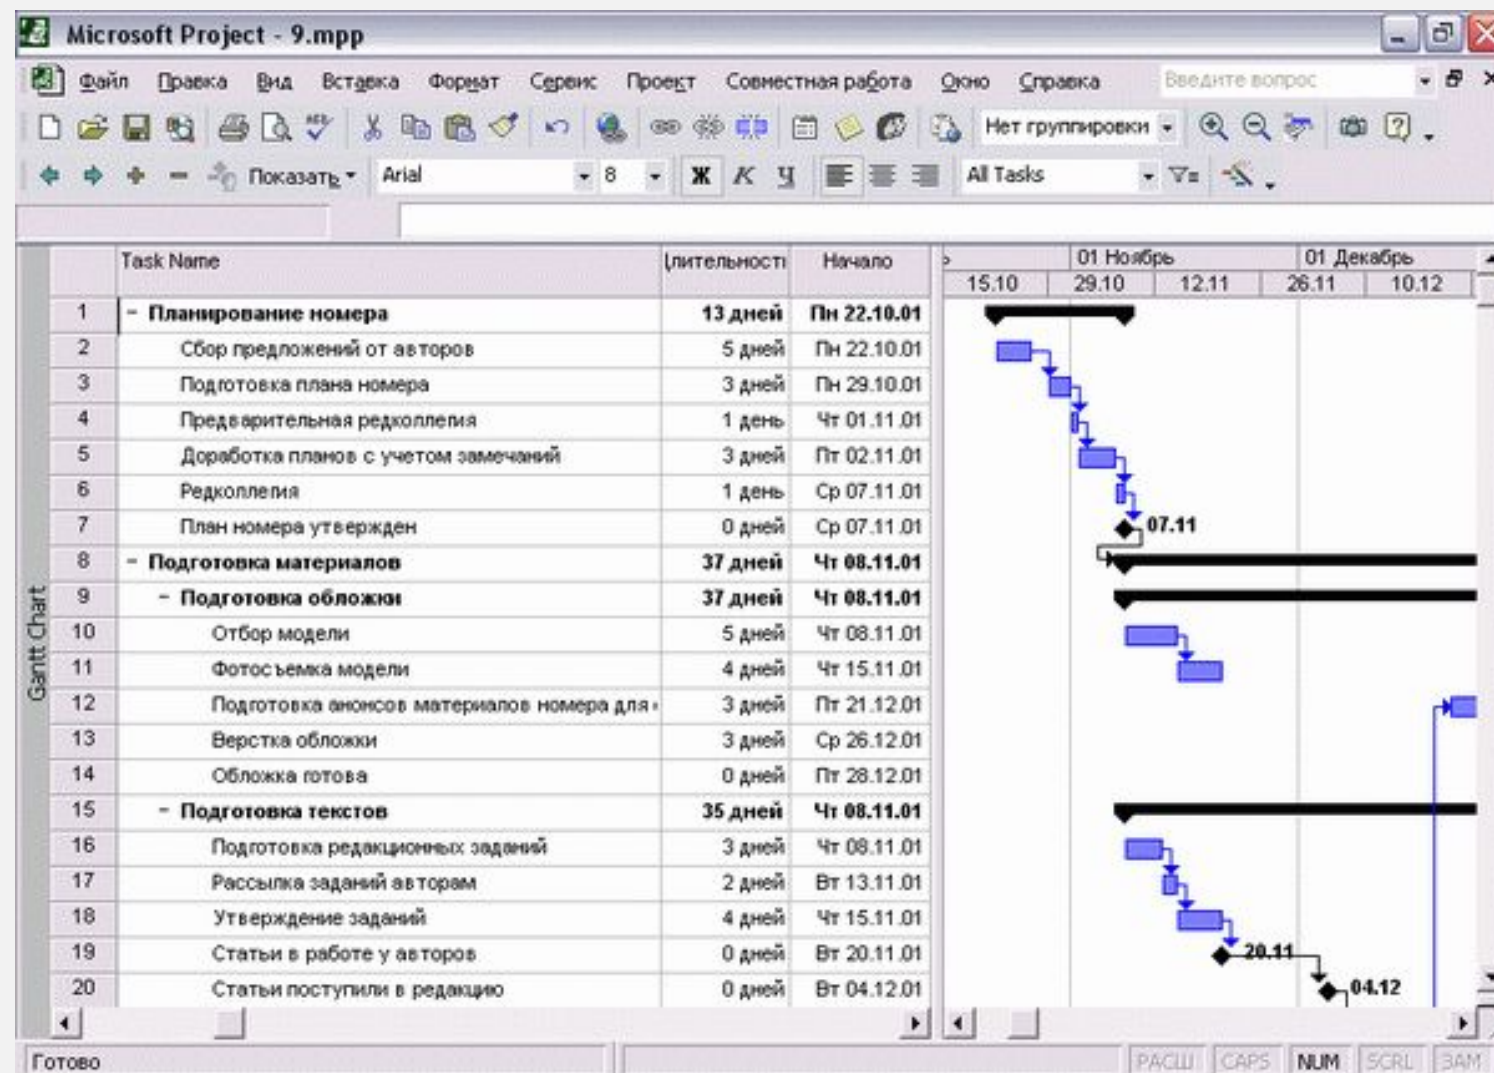 Microsoft Project - 9.mpp
Файл Правка Вид Вставка Формат Сервис Проект Совместная работа Окно Справка Введите вопрос
Нет группировки
Показать Arial 8 Ж К Ч All Tasks
Task Name лительность Начало 01 Ноябрь 01 Декабрь
15.10 29.10 12.11 26.11 10.12
1 − Планирование номера 13 дней Пн 22.10.01
2 Сбор предложений от авторов 5 дней Пн 22.10.01
3 Подготовка плана номера 3 дней Пн 29.10.01
4 Предварительная редколлегия 1 день Чт 01.11.01
5 Доработка планов с учетом замечаний 3 дней Пт 02.11.01
6 Редколлегия 1 день Ср 07.11.01
7 План номера утвержден 0 дней Ср 07.11.01 07.11
8 − Подготовка материалов 37 дней Чт 08.11.01
9 − Подготовка обложки 37 дней Чт 08.11.01
10 Отбор модели 5 дней Чт 08.11.01
11 Фотосъемка модели 4 дней Чт 15.11.01
12 Подготовка анонсов материалов номера для 3 дней Пт 21.12.01
13 Верстка обложки 3 дней Ср 26.12.01
14 Обложка готова 0 дней Пт 28.12.01
15 − Подготовка текстов 35 дней Чт 08.11.01
16 Подготовка редакционных заданий 3 дней Чт 08.11.01
17 Рассылка заданий авторам 2 дней Вт 13.11.01
18 Утверждение заданий 4 дней Чт 15.11.01
19 Статьи в работе у авторов 0 дней Вт 20.11.01 20.11
20 Статьи поступили в редакцию 0 дней Вт 04.12.01 04.12
Gantt Chart
Готово РАСШ CAPS NUM SCRL ЗАМ